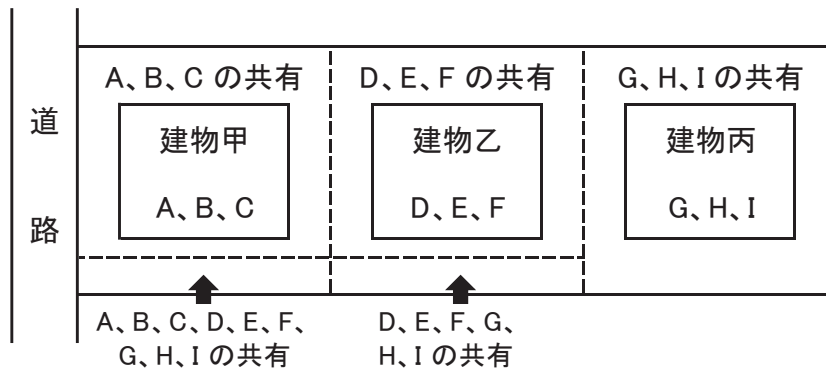 道路
A、B、C の共有
建物甲
A、B、C
D、E、F の共有
建物乙
D、E、F
G、H、I の共有
建物丙
G、H、I
A、B、C、D、E、F、
G、H、I の共有
D、E、F、G、
H、I の共有